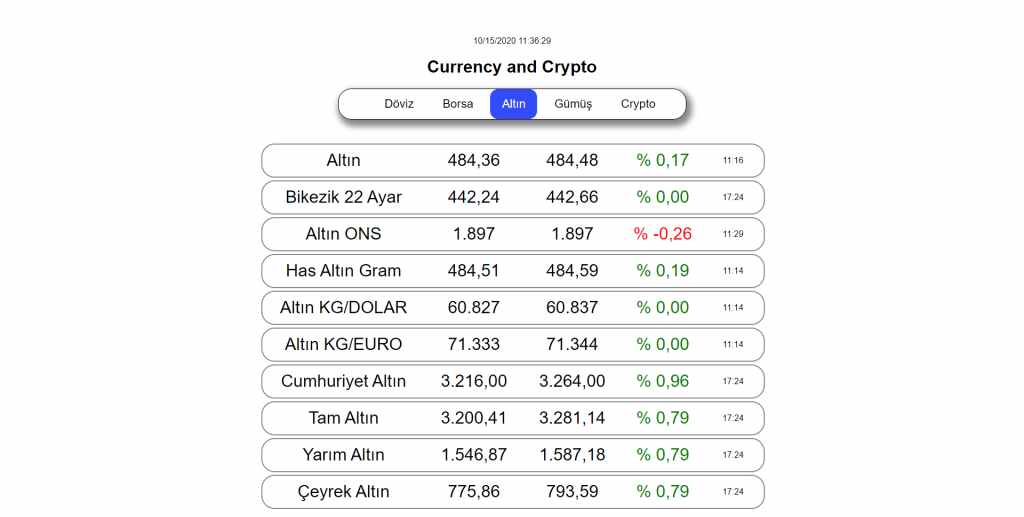 10/15/2020 11:36:29
Currency and Crypto
Döviz Borsa Altın Gümüş Crypto
Altın 484,36 484,48 % 0,17 11:16
Bikezik 22 Ayar 442,24 442,66 % 0,00 17:24
Altın ONS 1.897 1.897 % -0,26 11:29
Has Altın Gram 484,51 484,59 % 0,19 11:14
Altın KG/DOLAR 60.827 60.837 % 0,00 11:14
Altın KG/EURO 71.333 71.344 % 0,00 11:14
Cumhuriyet Altın 3.216,00 3.264,00 % 0,96 17:24
Tam Altın 3.200,41 3.281,14 % 0,79 17:24
Yarım Altın 1.546,87 1.587,18 % 0,79 17:24
Çeyrek Altın 775,86 793,59 % 0,79 17:24